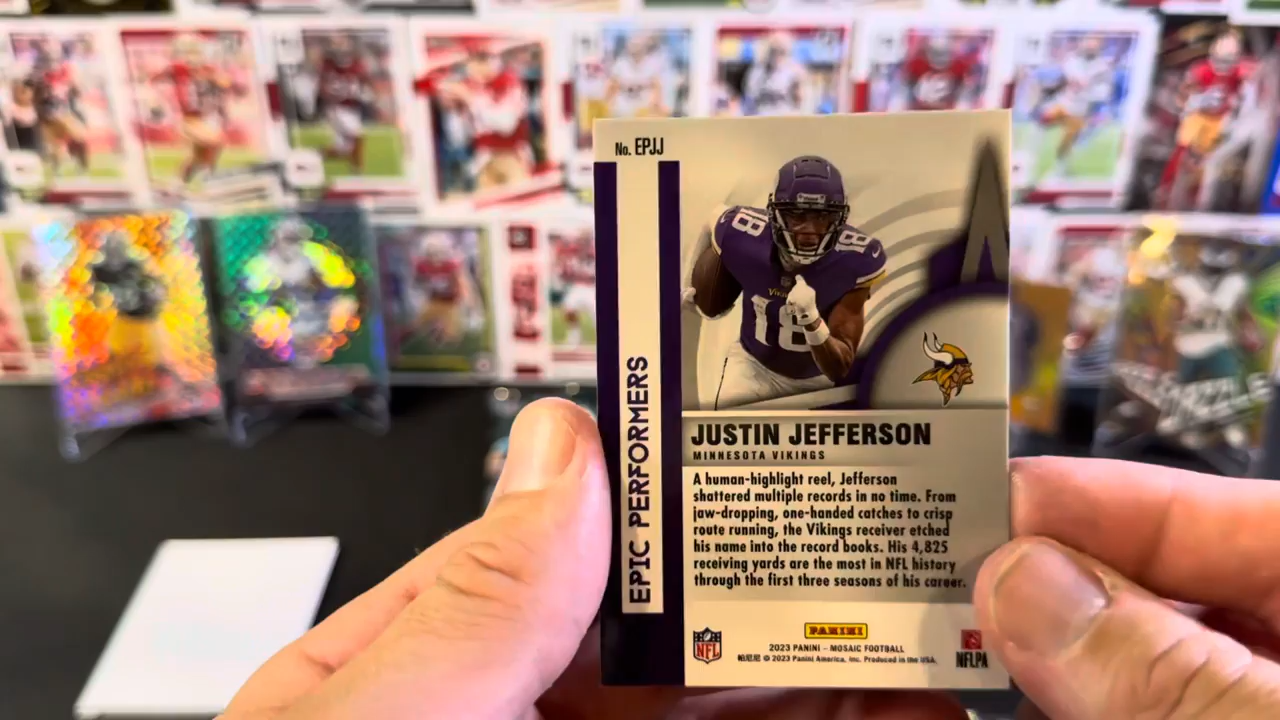 No. EPJJ
EPIC PERFORMERS
18
18
18
JUSTIN JEFFERSON
MINNESOTA VIKINGS
A human-highlight reel, Jefferson
shattered multiple records in no time. From
jaw-dropping, one-handed catches to crisp
route running, the Vikings receiver etched
his name into the record books. His 4,825
receiving yards are the most in NFL history
through the first three seasons of his career.
PANINI
NFL
2023 PANINI – MOSAIC FOOTBALL
© 2023 Panini America, Inc. Produced in the USA.
NFLPA